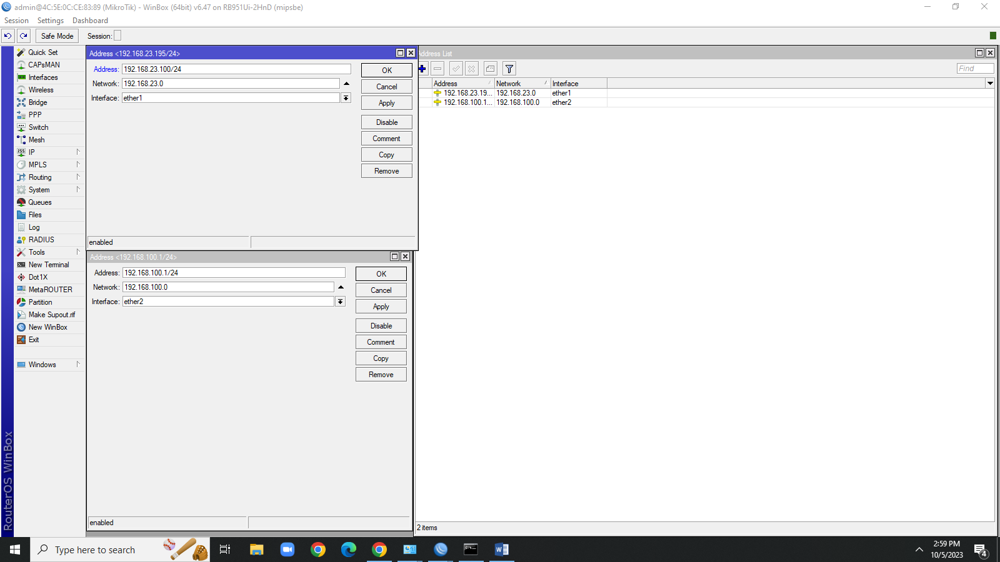 admin@4C:5E:0C:CE:83:89 (MikroTik) - WinBox (64bit) v6.47 on RB951Ui-2HnD (mipsbe)
Session Settings Dashboard
Safe Mode Session:
Quick Set
CAPsMAN
Interfaces
Wireless
Bridge
PPP
Switch
Mesh
IP
MPLS
Routing
System
Queues
Files
Log
RADIUS
Tools
New Terminal
Dot1X
MetaROUTER
Partition
Make Supout.rif
New WinBox
Exit
Windows
RouterOS WinBox
Address <192.168.23.195/24>
Address: 192.168.23.100/24
Network: 192.168.23.0
Interface: ether1
OK
Cancel
Apply
Disable
Comment
Copy
Remove
enabled
Address <192.168.100.1/24>
Address: 192.168.100.1/24
Network: 192.168.100.0
Interface: ether2
OK
Cancel
Apply
Disable
Comment
Copy
Remove
enabled
ddress List
Find
Address Network Interface
192.168.23.19... 192.168.23.0 ether1
192.168.100.1... 192.168.100.0 ether2
2 items
Type here to search
2:59 PM
10/5/2023
4